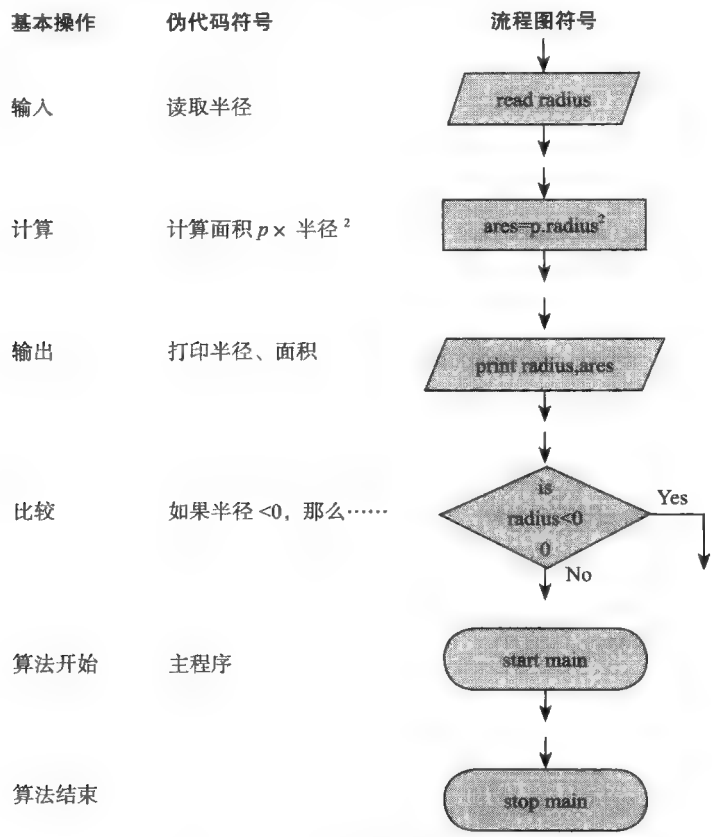 基本操作 伪代码符号 流程图符号
输入 读取半径 read radius
计算 计算面积 p × 半径² ares=p.radius²
输出 打印半径、面积 print radius,ares
is
比较 如果半径<0，那么…… radius<0 Yes
0
No
算法开始 主程序 start main
算法结束 stop main